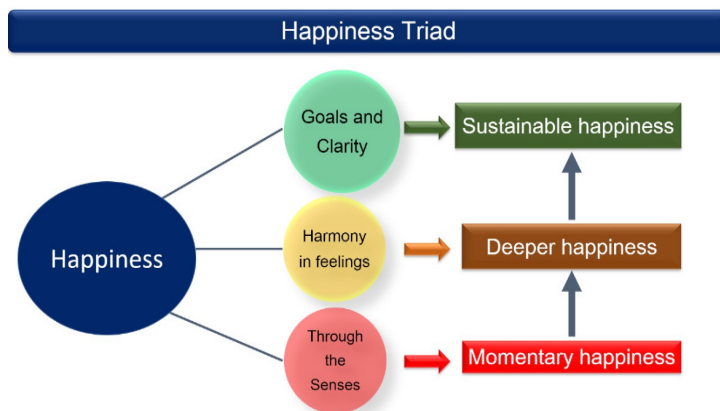 Happiness Triad
Goals and
Clarity
Sustainable happiness
Happiness
Harmony
in feelings
Deeper happiness
Through
the
Senses
Momentary happiness